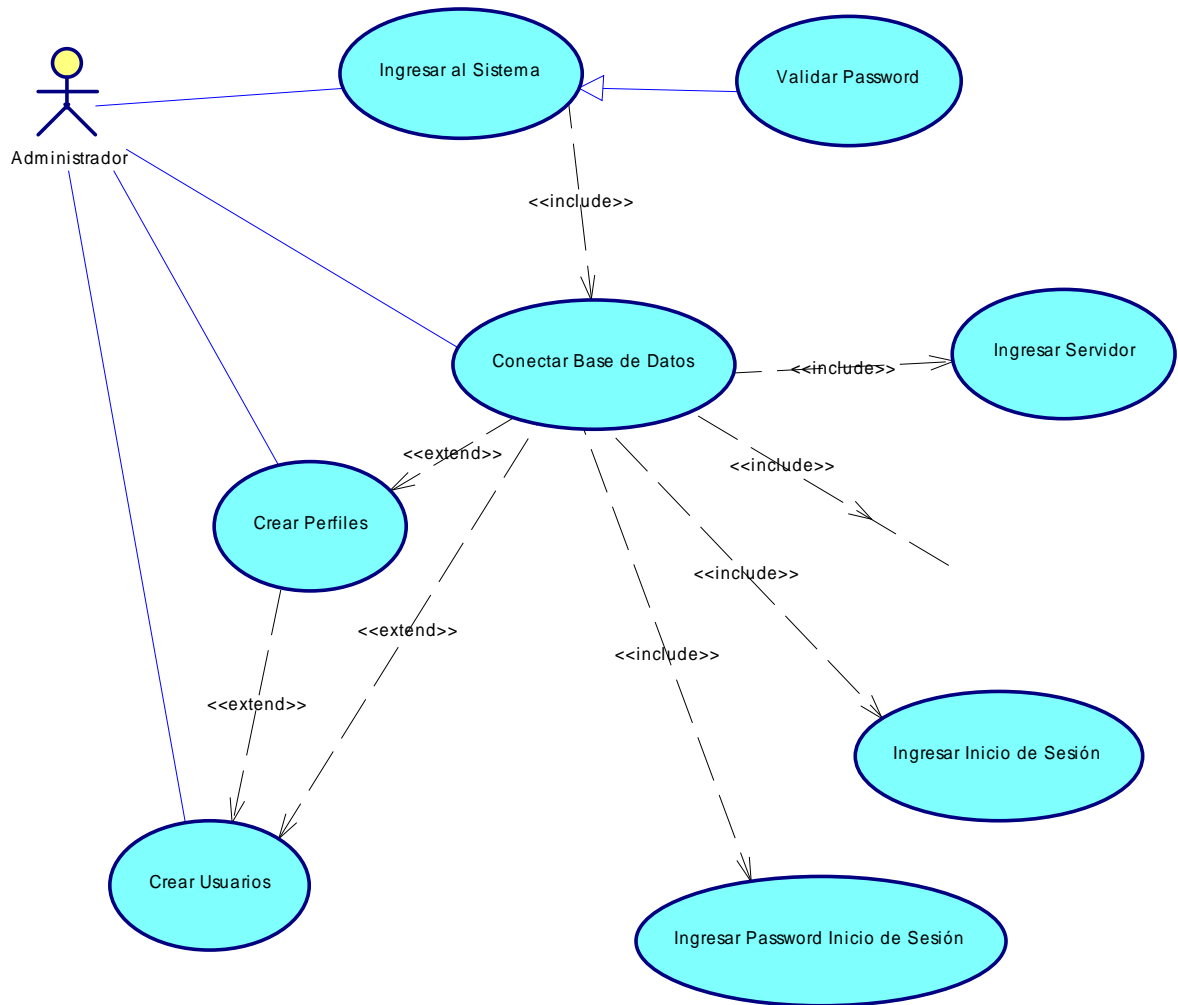 Ingresar al Sistema
Validar Password
Administrador
<<include>>
Ingresar Servidor
Conectar Base de Datos
<<include>>
<<extend>>
<<include>>
Crear Perfiles
<<include>>
<<extend>>
<<include>>
<<extend>>
Ingresar Inicio de Sesión
Crear Usuarios
Ingresar Password Inicio de Sesión